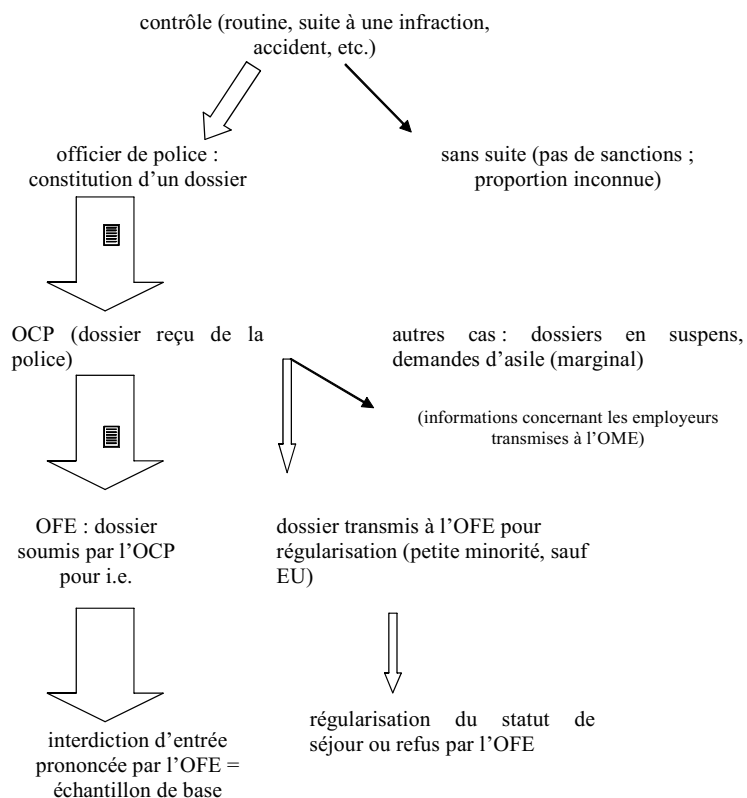 contrôle (routine, suite à une infraction,
accident, etc.)
officier de police :
constitution d'un dossier
sans suite (pas de sanctions ;
proportion inconnue)
OCP (dossier reçu de la
police)
autres cas : dossiers en suspens,
demandes d'asile (marginal)
(informations concernant les employeurs
transmises à l'OME)
OFE : dossier
soumis par l'OCP
pour i.e.
dossier transmis à l'OFE pour
régularisation (petite minorité, sauf
EU)
interdiction d'entrée
prononcée par l'OFE =
échantillon de base
régularisation du statut de
séjour ou refus par l'OFE